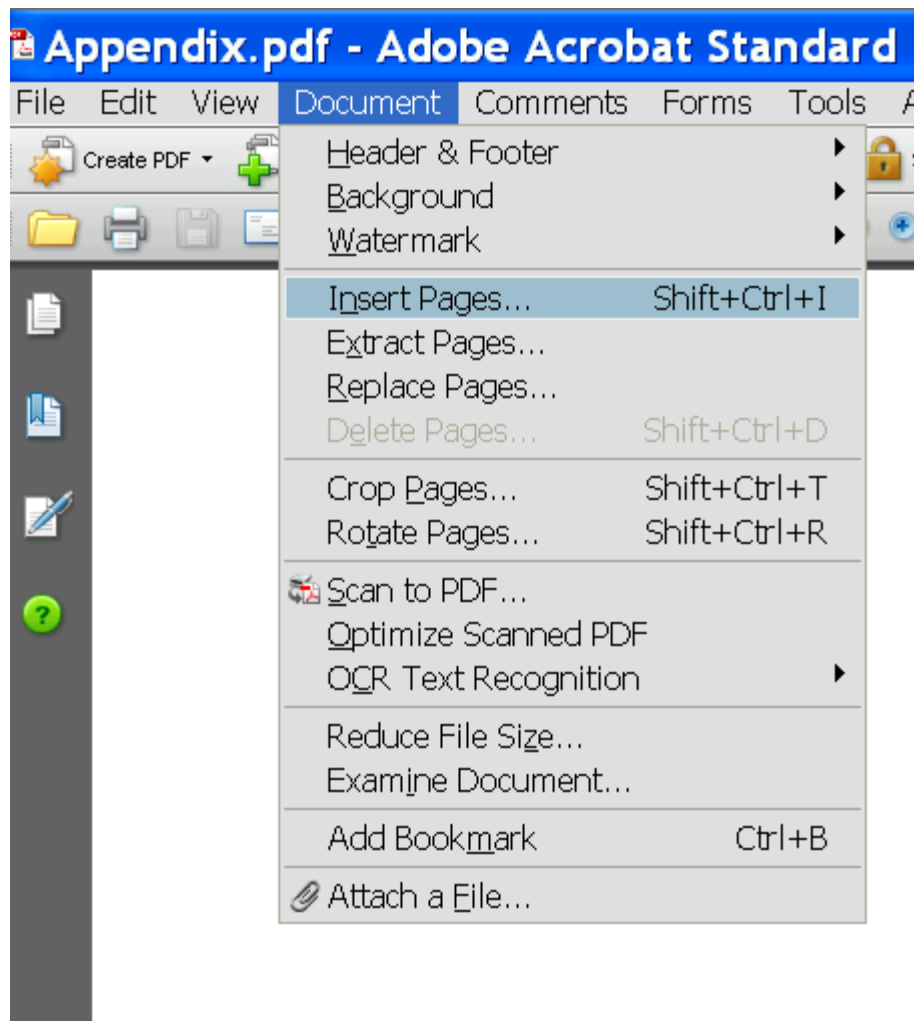 Appendix.pdf - Adobe Acrobat Standard
File Edit View Document Comments Forms Tools
Create PDF
Header & Footer
Background
Watermark
Insert Pages... Shift+Ctrl+I
Extract Pages...
Replace Pages...
Delete Pages... Shift+Ctrl+D
Crop Pages... Shift+Ctrl+T
Rotate Pages... Shift+Ctrl+R
Scan to PDF...
Optimize Scanned PDF
OCR Text Recognition
Reduce File Size...
Examine Document...
Add Bookmark Ctrl+B
Attach a File...